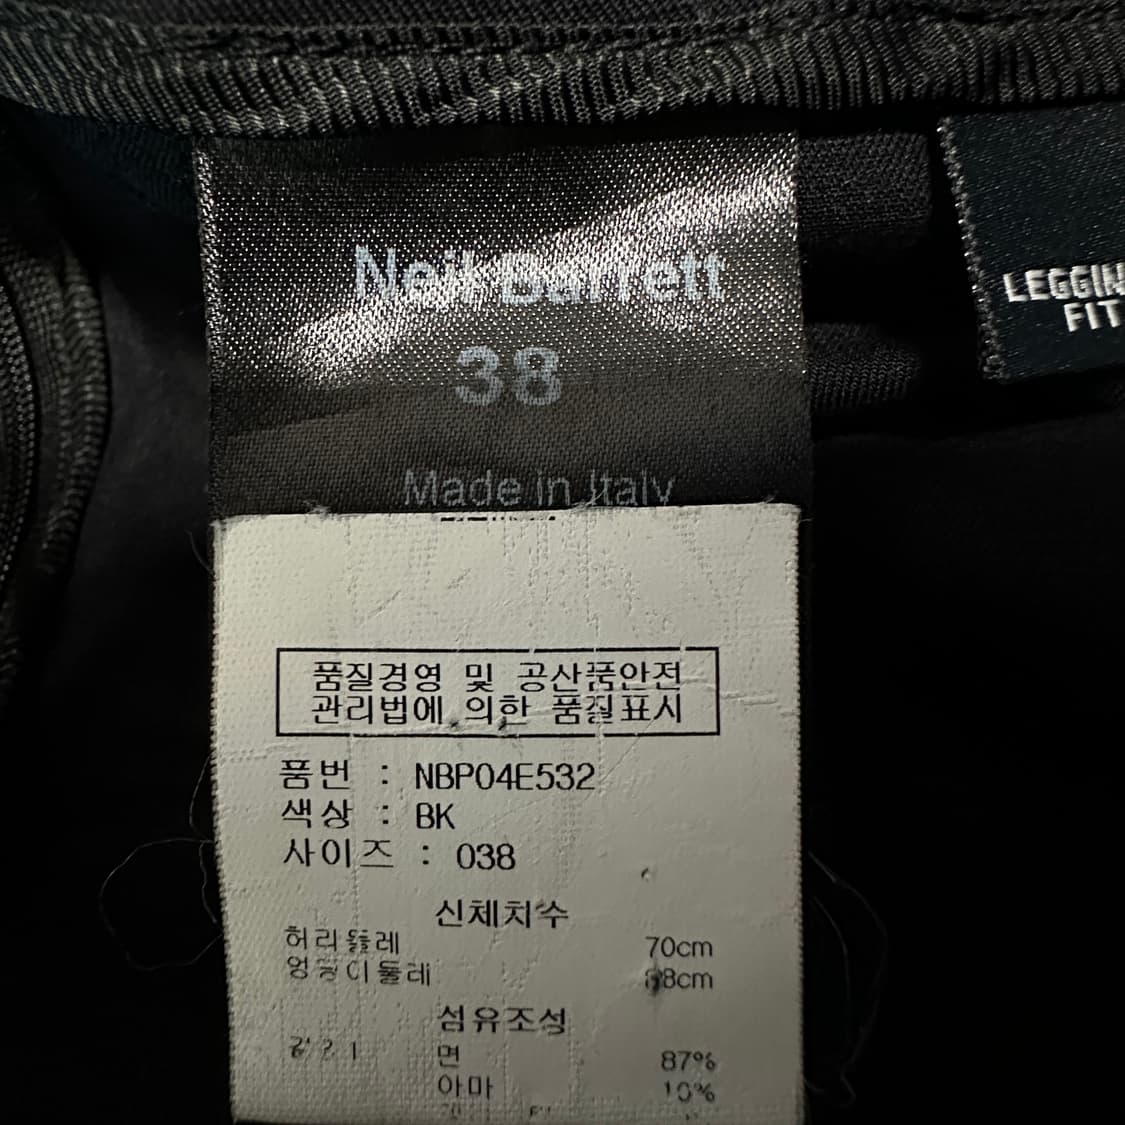 Neil Barrett
38
Made in Italy
LEGGIN
FIT
품질경영 및 공산품안전
관리법에 의한 품질표시
품번 : NBP04E532
색상 : BK
사이즈 : 038
신체치수
허리둘레 70cm
엉덩이둘레 88cm
섬유조성
면 87%
아마 10%